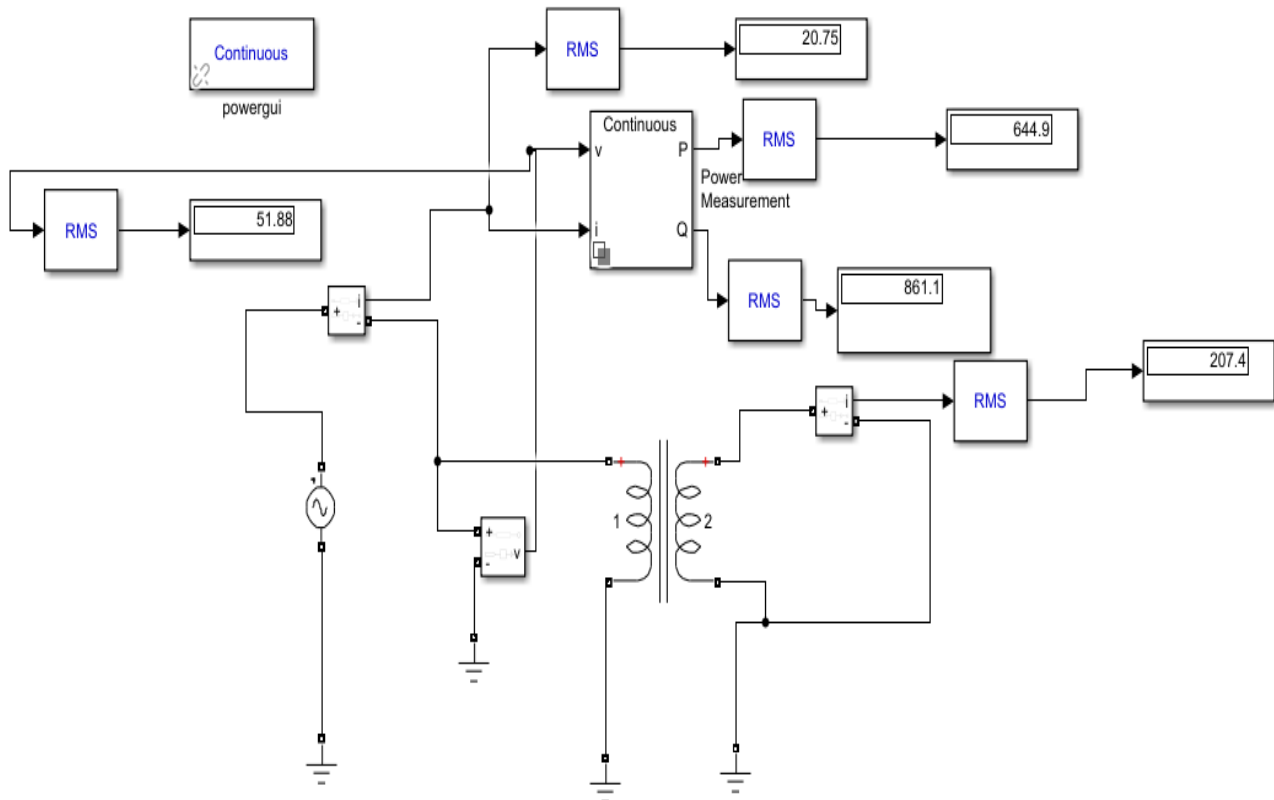 Continuous
powergui
RMS
20.75
Continuous
v
P
i
Q
Power
Measurement
RMS
644.9
RMS
51.88
RMS
861.1
i
+
-
RMS
207.4
i
+
-
+
-
v
+
+
1
2